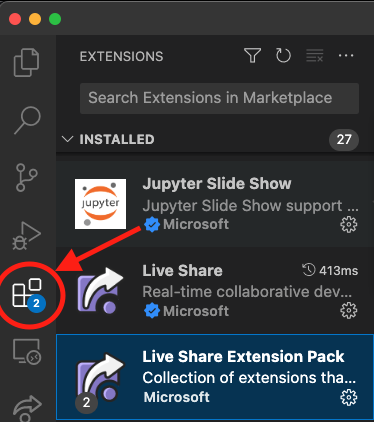 EXTENSIONS
Search Extensions in Marketplace
INSTALLED 27
Jupyter Slide Show
jupyter
Jupyter Slide Show support ...
Microsoft
Live Share 413ms
Real-time collaborative dev...
Microsoft
2
Live Share Extension Pack
Collection of extensions tha...
2
Microsoft